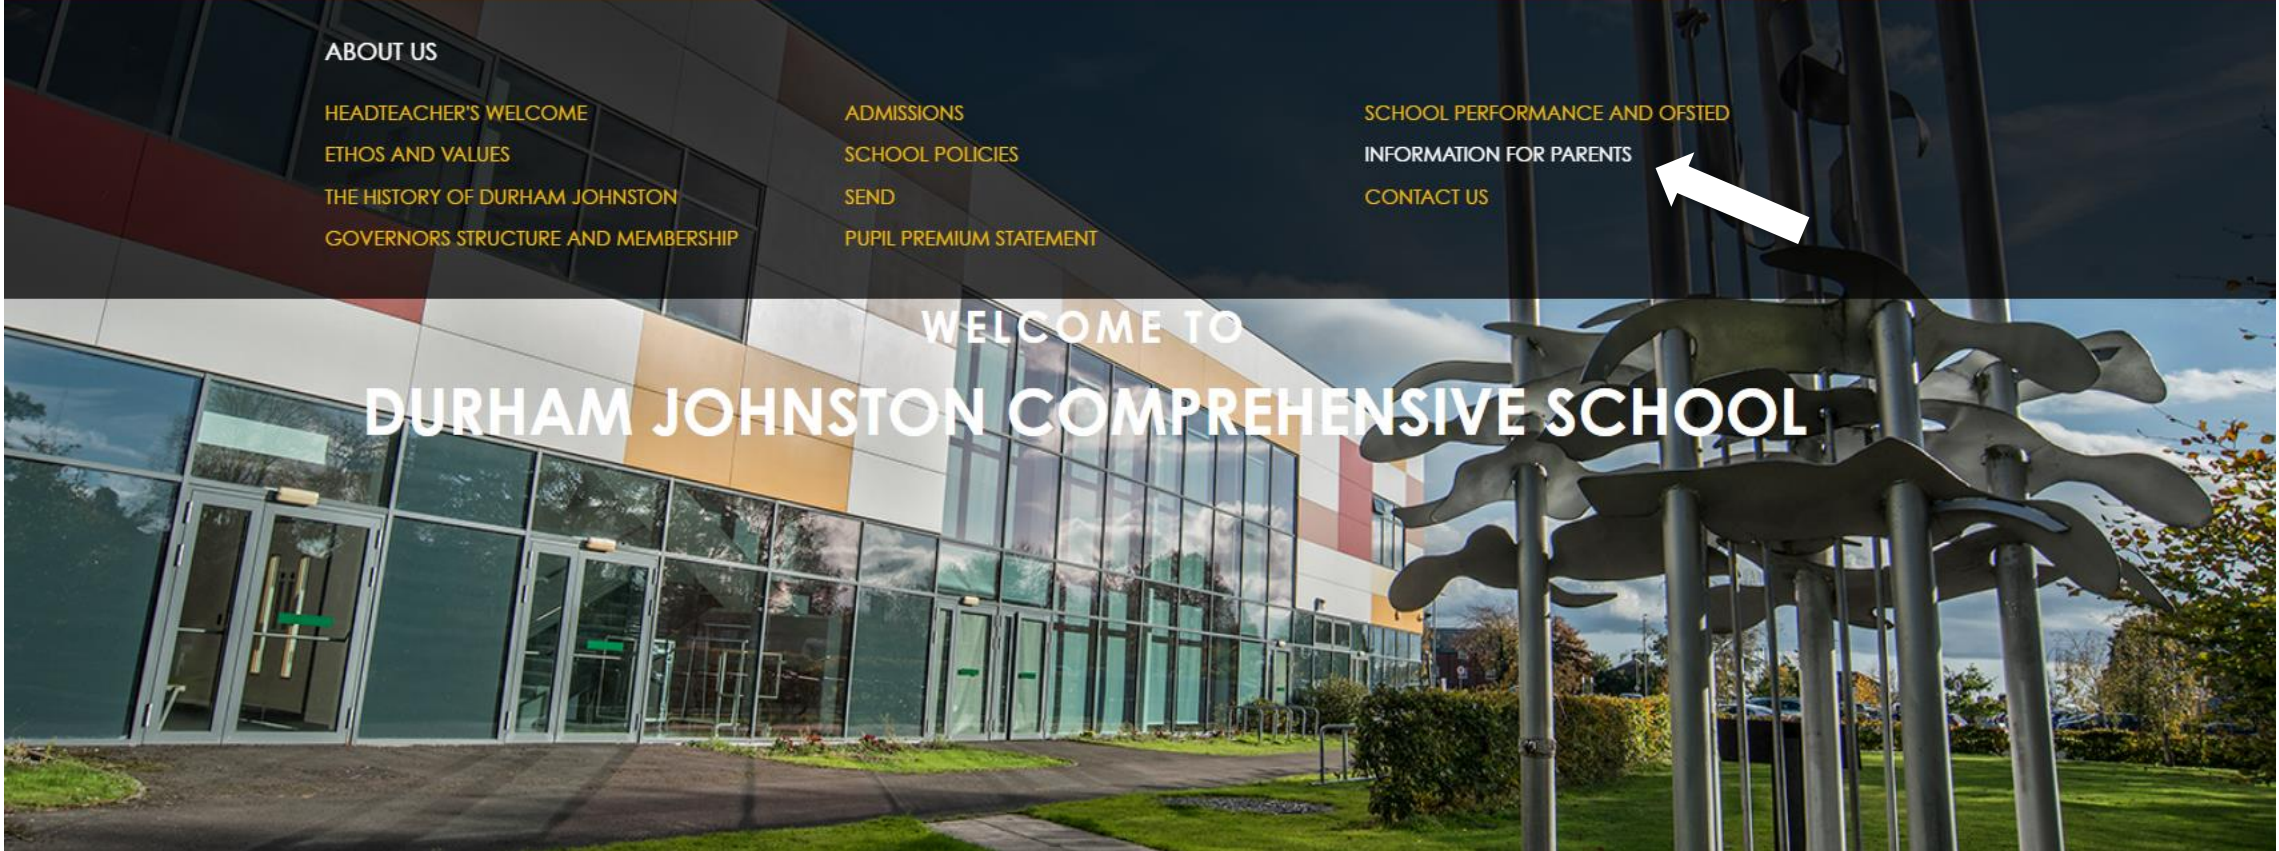 ABOUT US
HEADTEACHER'S WELCOME
ETHOS AND VALUES
THE HISTORY OF DURHAM JOHNSTON
GOVERNORS STRUCTURE AND MEMBERSHIP
ADMISSIONS
SCHOOL POLICIES
SEND
PUPIL PREMIUM STATEMENT
SCHOOL PERFORMANCE AND OFSTED
INFORMATION FOR PARENTS
CONTACT US
WELCOME TO
DURHAM JOHNSTON COMPREHENSIVE SCHOOL